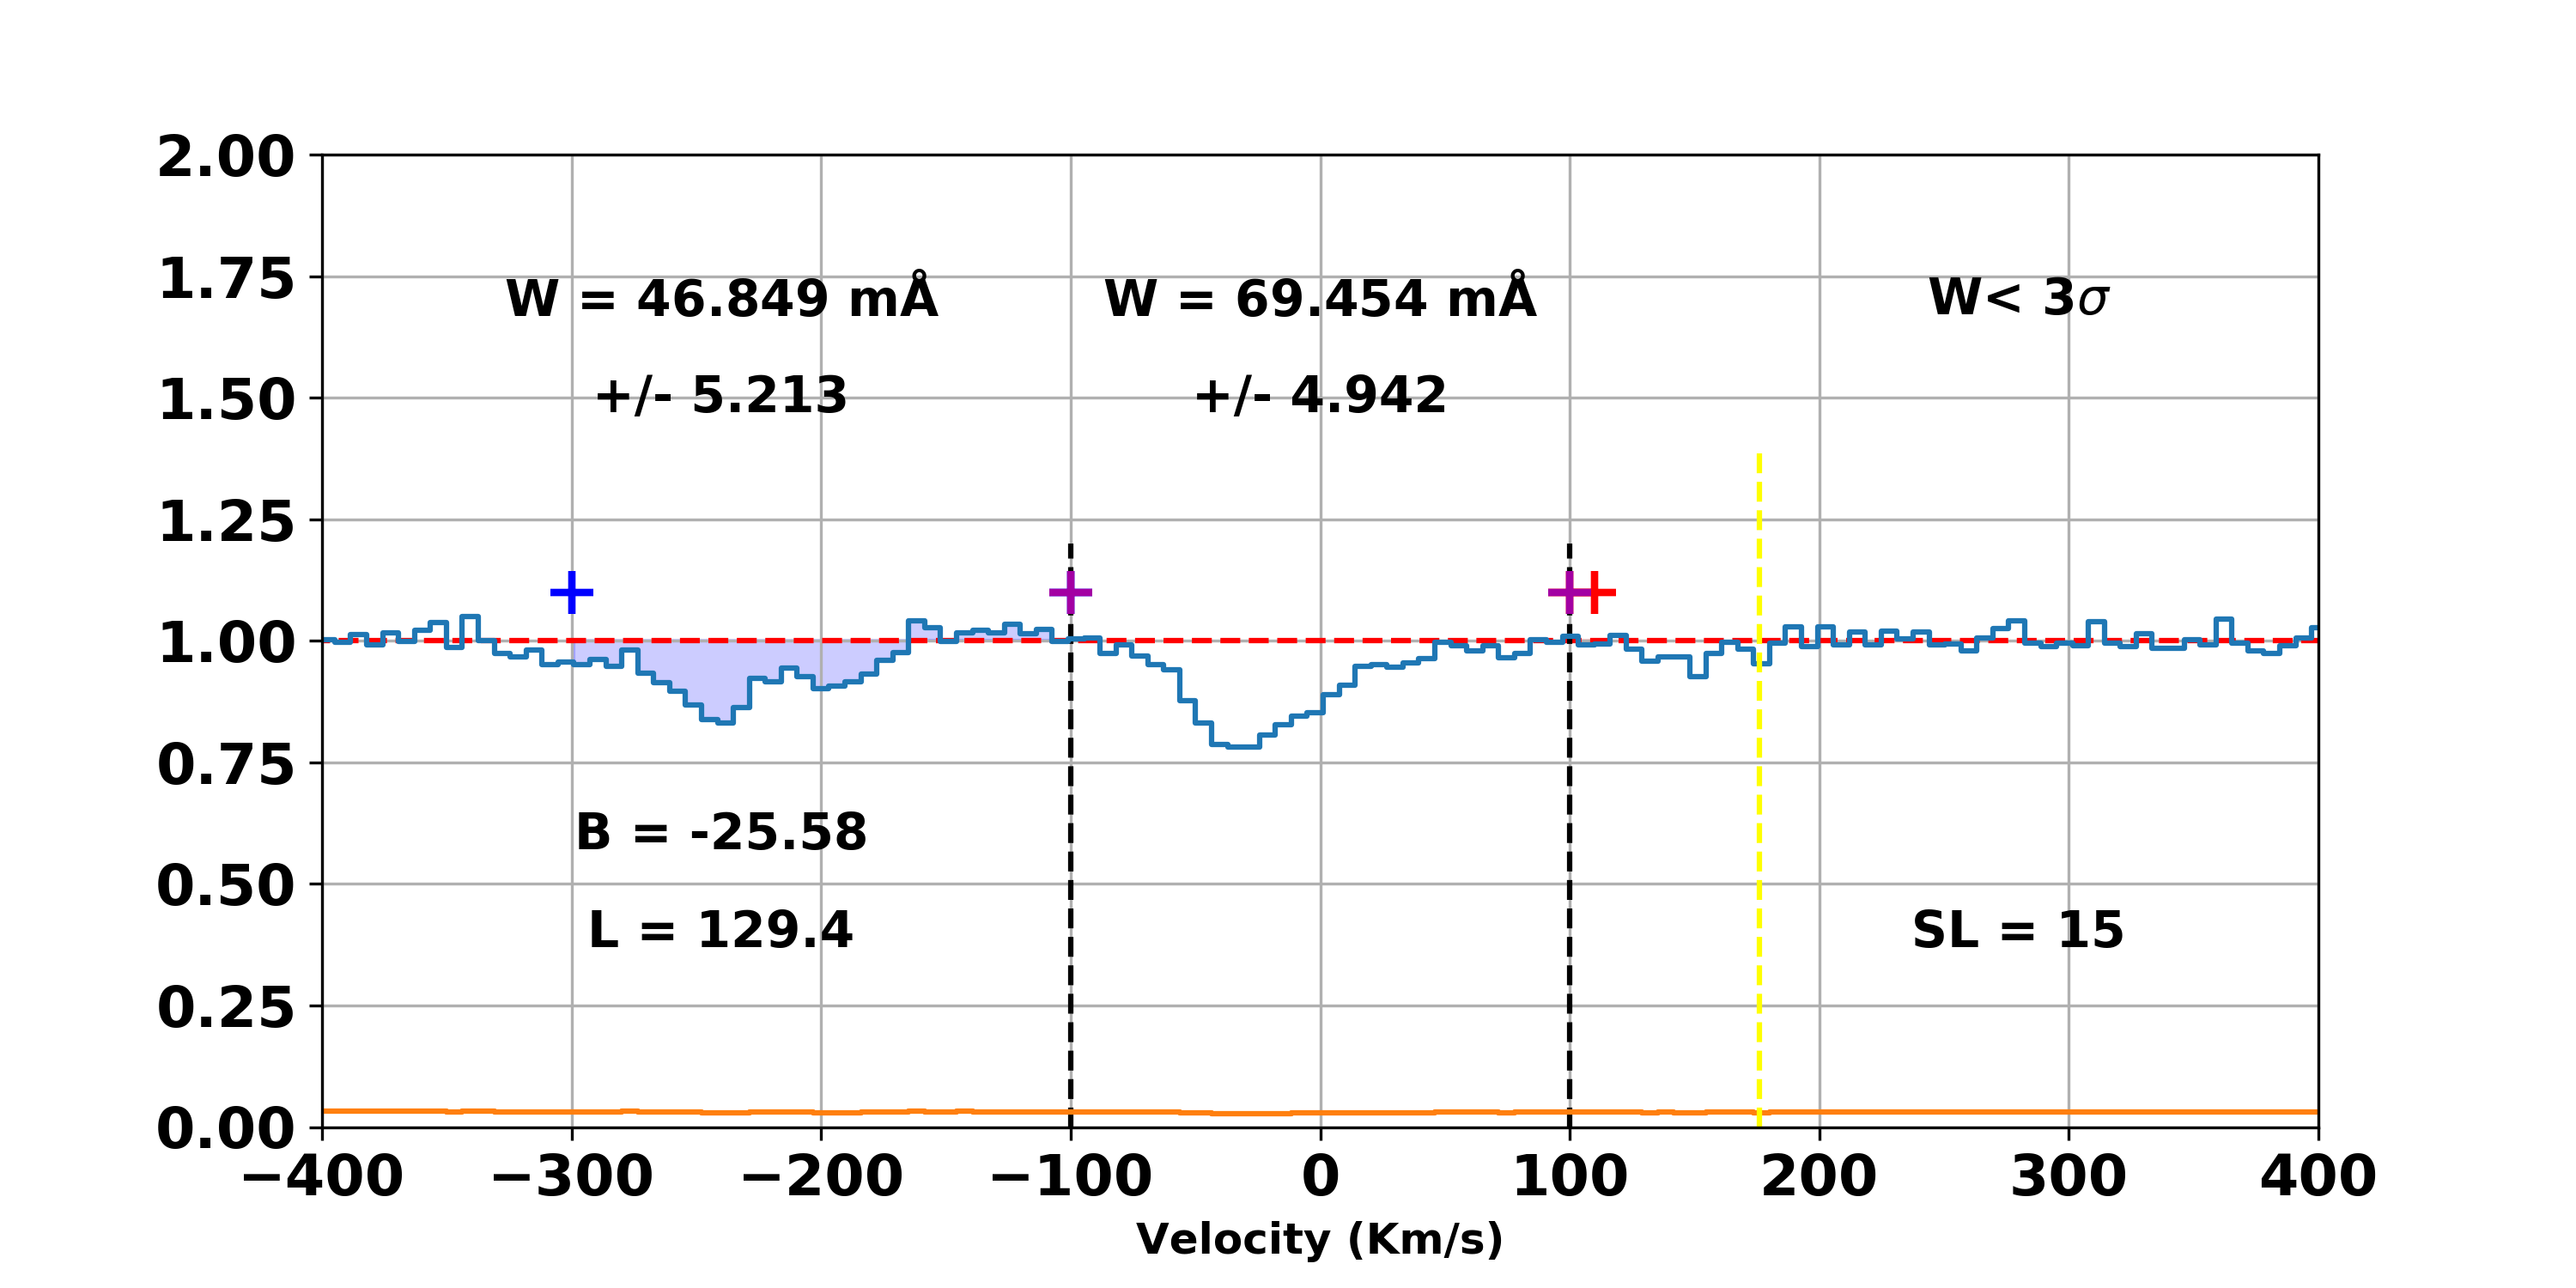 2.00
1.75
1.50
1.25
1.00
0.75
0.50
0.25
0.00
W = 46.849 mÅ
+/- 5.213
W = 69.454 mÅ
+/- 4.942
W< 3σ
B = -25.58
L = 129.4
SL = 15
−400 −300 −200 −100 0 100 200 300 400
Velocity (Km/s)